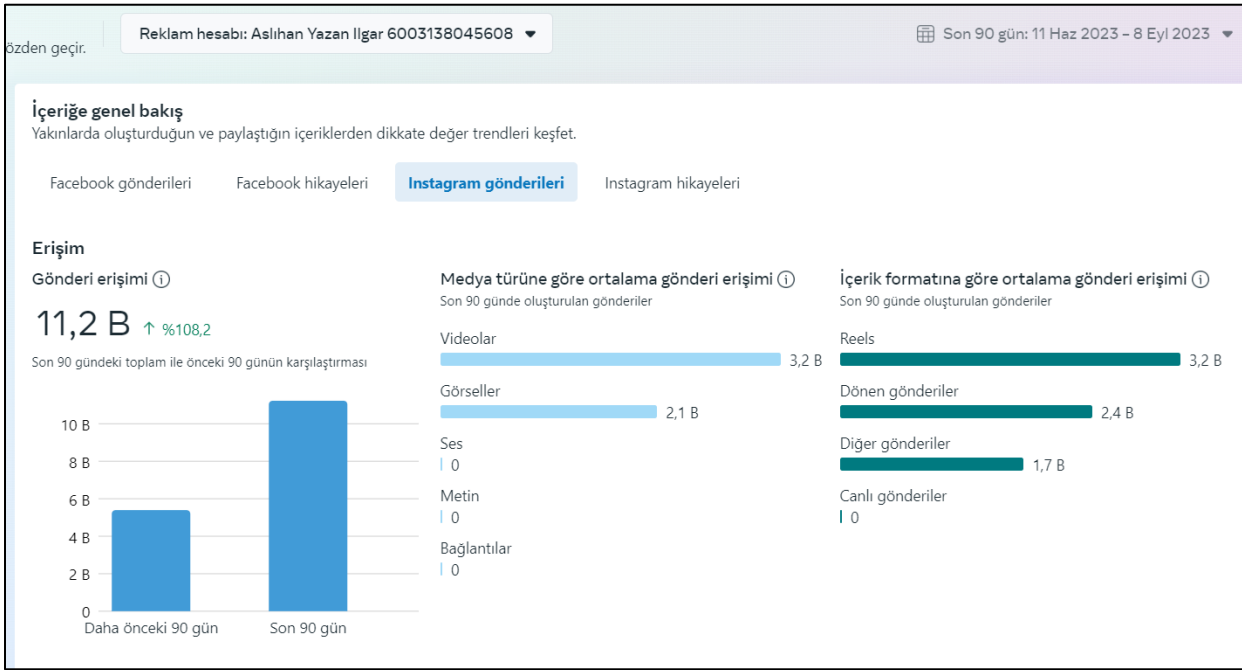 özden geçir.
Reklam hesabı: Aslıhan Yazan Ilgar 6003138045608
Son 90 gün: 11 Haz 2023 – 8 Eyl 2023
İçeriğe genel bakış
Yakınlarda oluşturduğun ve paylaştığın içeriklerden dikkate değer trendleri keşfet.
Facebook gönderileri
Facebook hikayeleri
Instagram gönderileri
Instagram hikayeleri
Erişim
Gönderi erişimi
11,2 B ↑ %108,2
Son 90 gündeki toplam ile önceki 90 günün karşılaştırması
10 B
8 B
6 B
4 B
2 B
0
Daha önceki 90 gün
Son 90 gün
Medya türüne göre ortalama gönderi erişimi
Son 90 günde oluşturulan gönderiler
Videolar
3,2 B
Görseller
2,1 B
Ses
0
Metin
0
Bağlantılar
0
İçerik formatına göre ortalama gönderi erişimi
Son 90 günde oluşturulan gönderiler
Reels
3,2 B
Dönen gönderiler
2,4 B
Diğer gönderiler
1,7 B
Canlı gönderiler
0